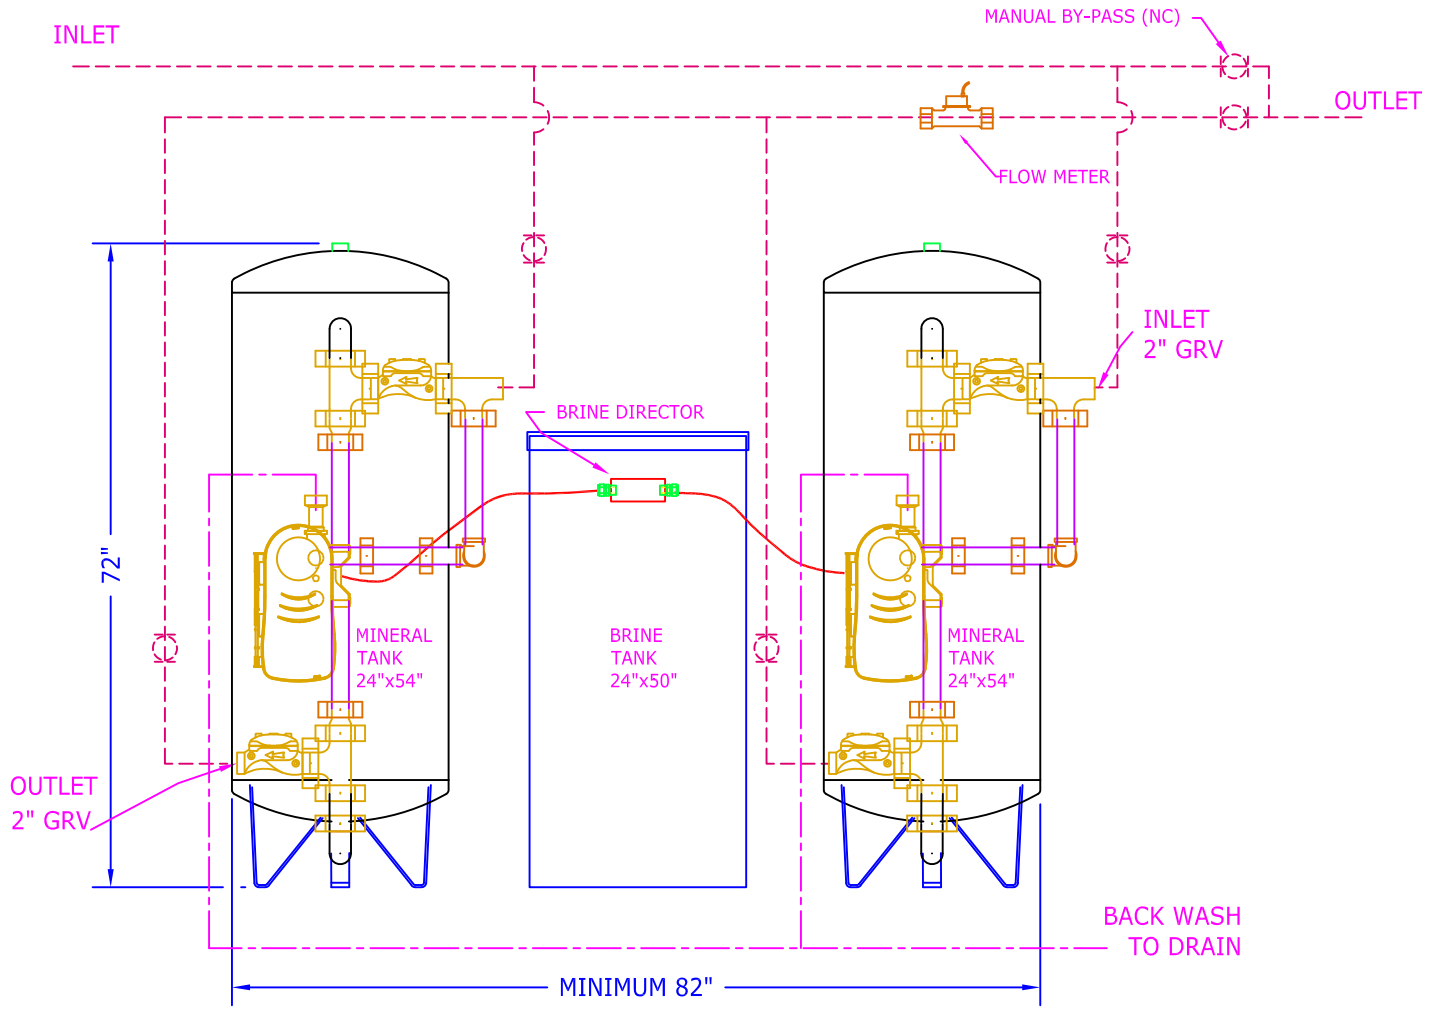 MANUAL BY-PASS (NC)
INLET
OUTLET
FLOW METER
INLET
2" GRV
BRINE DIRECTOR
72"
MINERAL
TANK
24"x54"
BRINE
TANK
24"x50"
MINERAL
TANK
24"x54"
OUTLET
2" GRV
BACK WASH
TO DRAIN
MINIMUM 82"